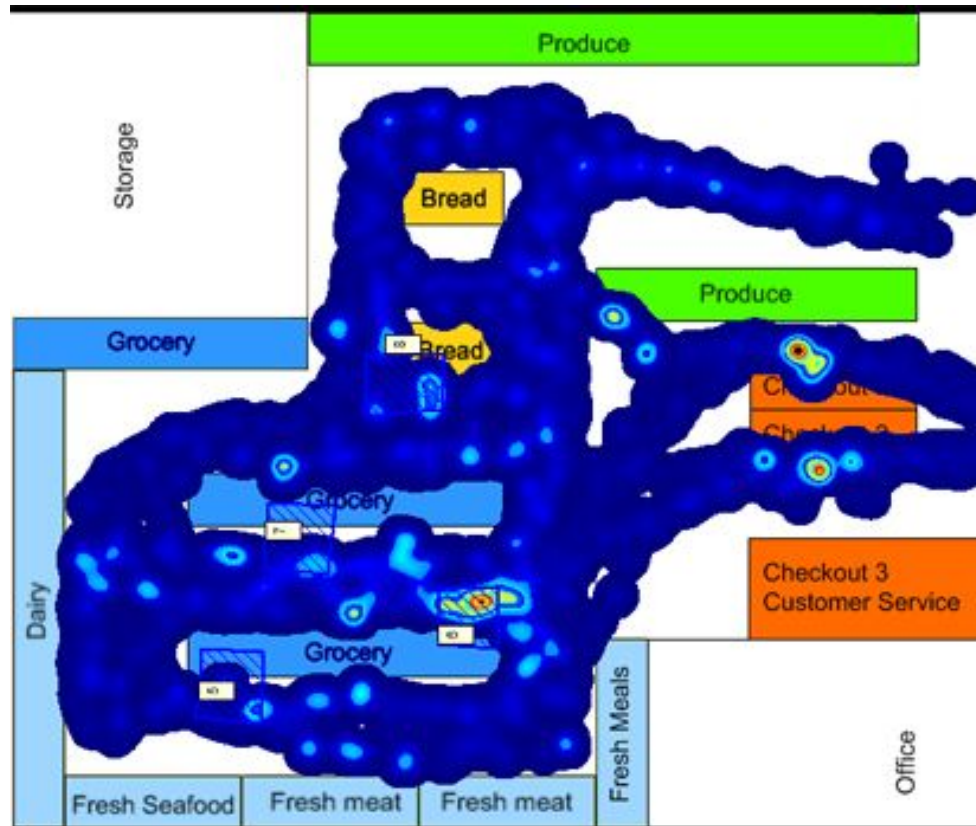 Produce
Storage
Bread
Produce
Grocery
Bread
Grocery
Dairy
Checkout 3
Customer Service
Grocery
Fresh Meals
Office
Fresh Seafood
Fresh meat
Fresh meat